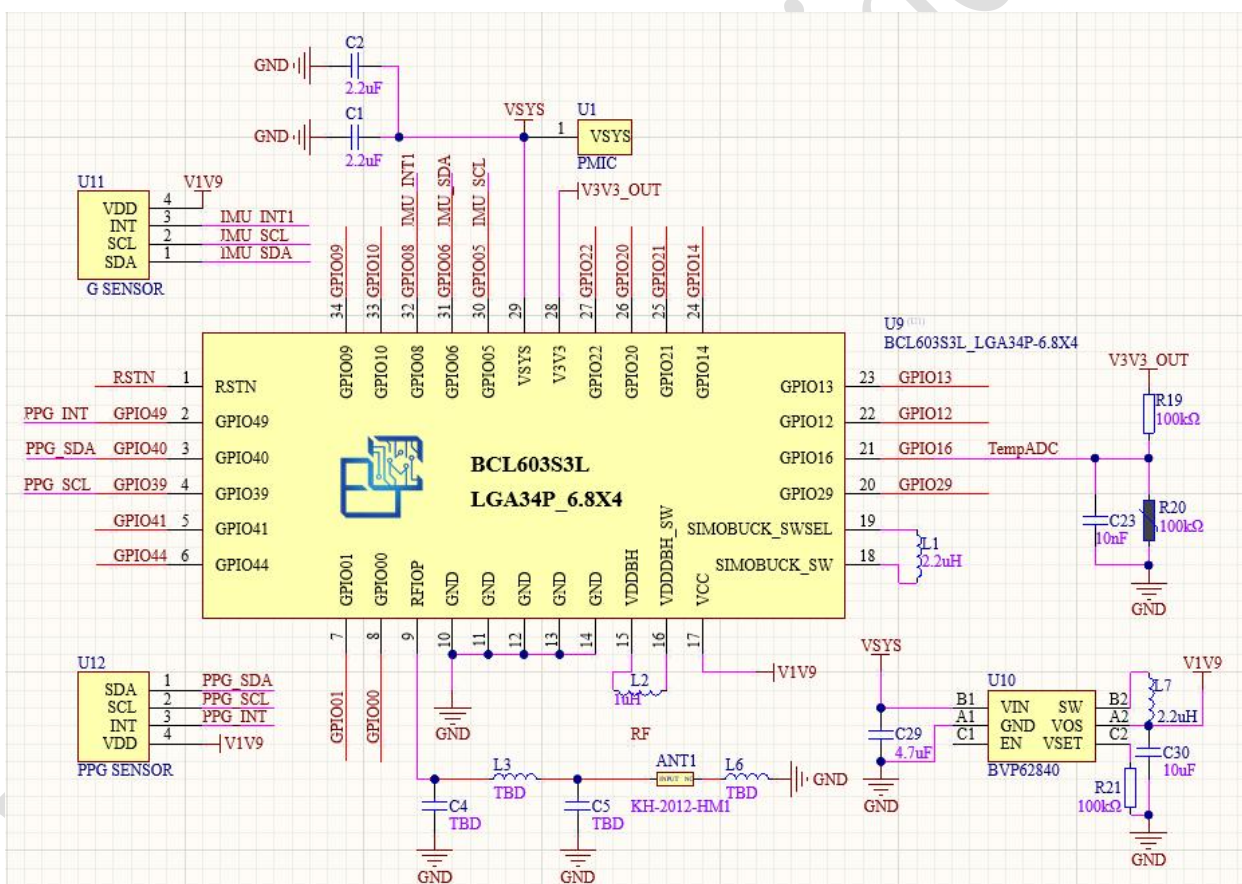 C2
GND
2.2uF
C1
GND
2.2uF
VSYS
U1
1
VSYS
PMIC
V3V3_OUT
U11
V1V9
VDD 4
INT 3 IMU_INT1
SCL 2 IMU_SCL
SDA 1 IMU_SDA
G SENSOR
IMU_INT1
IMU_SDA
IMU_SCL
GPIO09
GPIO10
GPIO08
GPIO06
GPIO05
GPIO22
GPIO20
GPIO21
GPIO14
34
33
32
31
30
29
28
27
26
25
24
GPIO09
GPIO10
GPIO08
GPIO06
GPIO05
VSYS
V3V3
GPIO22
GPIO20
GPIO21
GPIO14
U9
BCL603S3L_LGA34P-6.8X4
RSTN 1 RSTN
PPG_INT GPIO49 2 GPIO49
PPG_SDA GPIO40 3 GPIO40
PPG_SCL GPIO39 4 GPIO39
GPIO41 5 GPIO41
GPIO44 6 GPIO44
BCL603S3L
LGA34P_6.8X4
GPIO13 23 GPIO13
GPIO12 22 GPIO12
GPIO16 21 GPIO16 TempADC
GPIO29 20 GPIO29
SIMOBUCK_SWSEL 19
SIMOBUCK_SW 18
L1
2.2uH
V3V3_OUT
R19
100kΩ
C23
10nF
R20
100kΩ
GND
GPIO01
GPIO00
RFIOP
GND
GND
GND
GND
GND
VDDBH
VDDDBH_SW
VCC
7
8
9
10
11
12
13
14
15
16
17
GPIO01
GPIO00
GND
L2
1uH
V1V9
RF
U12
SDA 1 PPG_SDA
SCL 2 PPG_SCL
INT 3 PPG_INT
VDD 4 V1V9
PPG SENSOR
L3
TBD
ANT1
INPUT NC
KH-2012-HM1
L6
TBD
GND
C4
TBD
GND
C5
TBD
GND
VSYS
U10
V1V9
B1 VIN SW B2
A1 GND VOS A2
C1 EN VSET C2
BVP62840
L7
2.2uH
C29
4.7uF
GND
C30
10uF
R21
100kΩ
GND